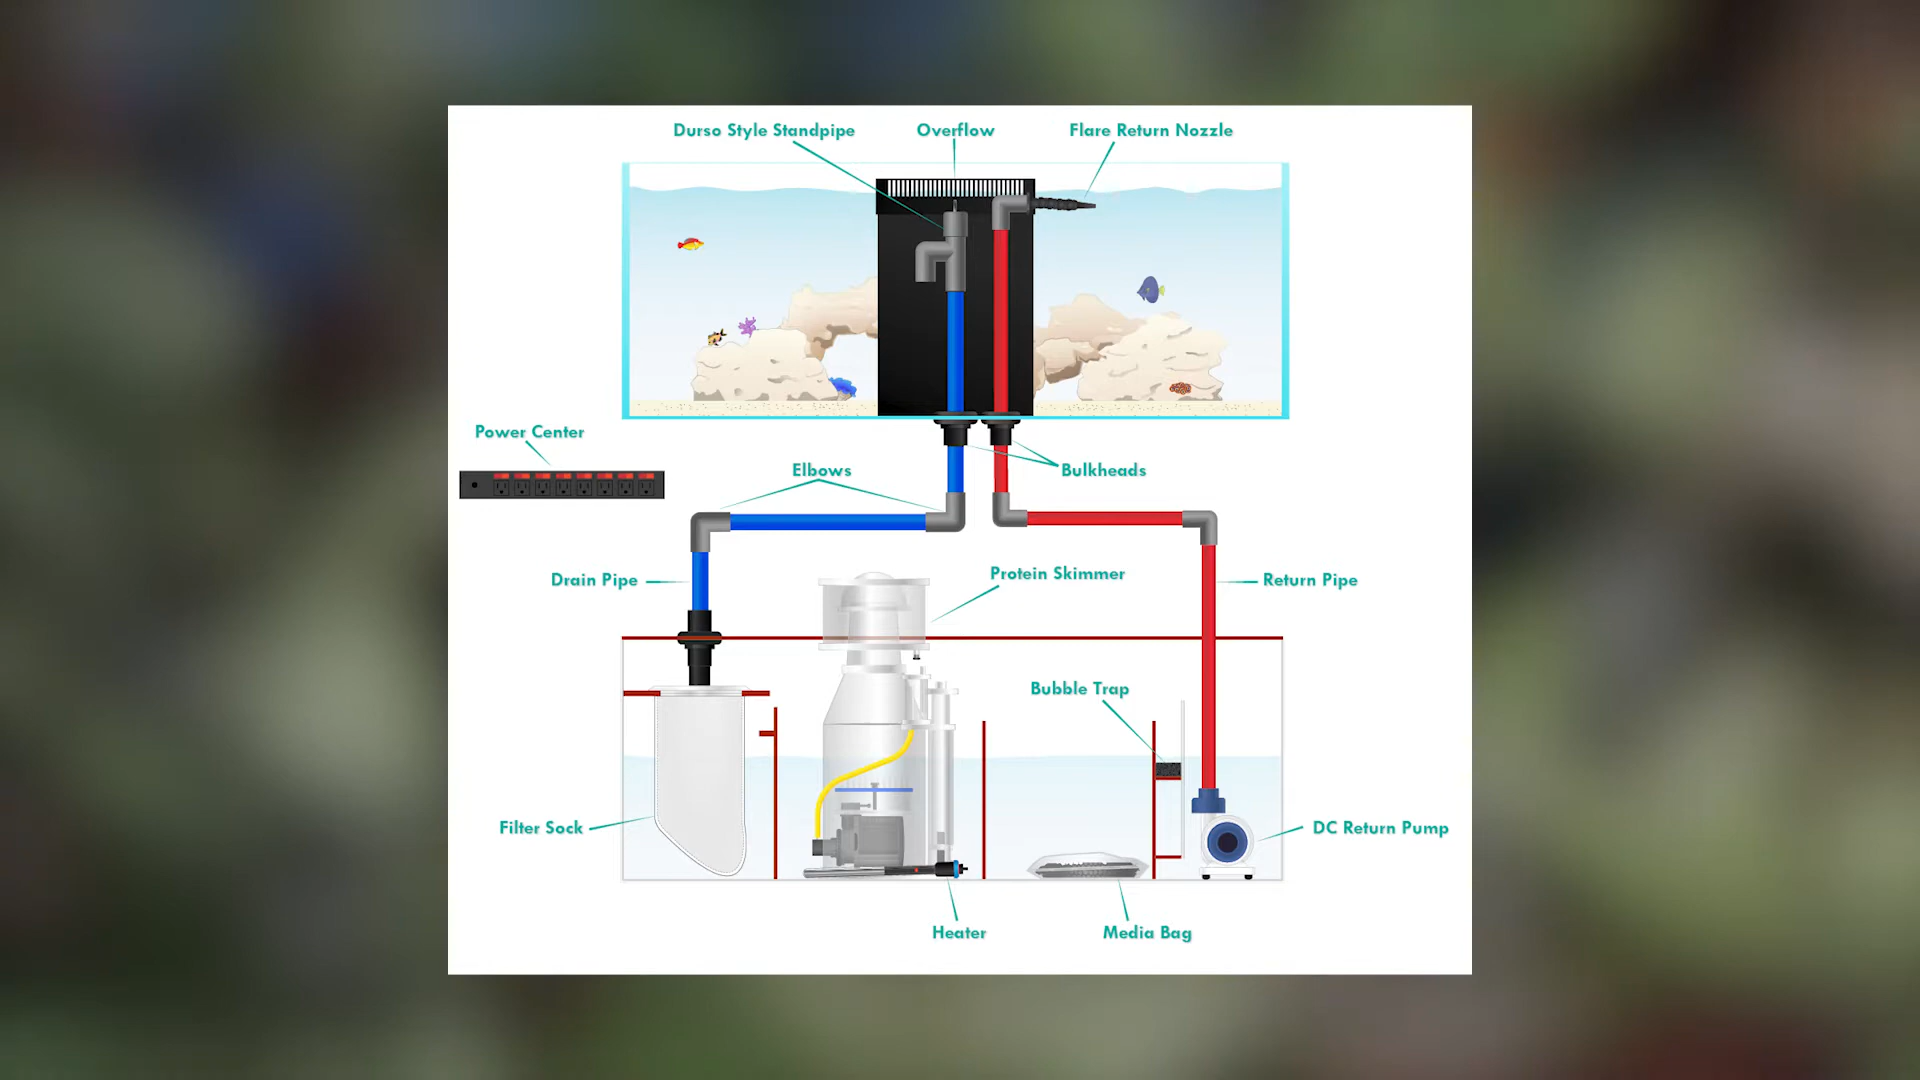 Durso Style Standpipe
Overflow
Flare Return Nozzle
Power Center
Elbows
Bulkheads
Drain Pipe
Protein Skimmer
Return Pipe
Bubble Trap
Filter Sock
DC Return Pump
Heater
Media Bag